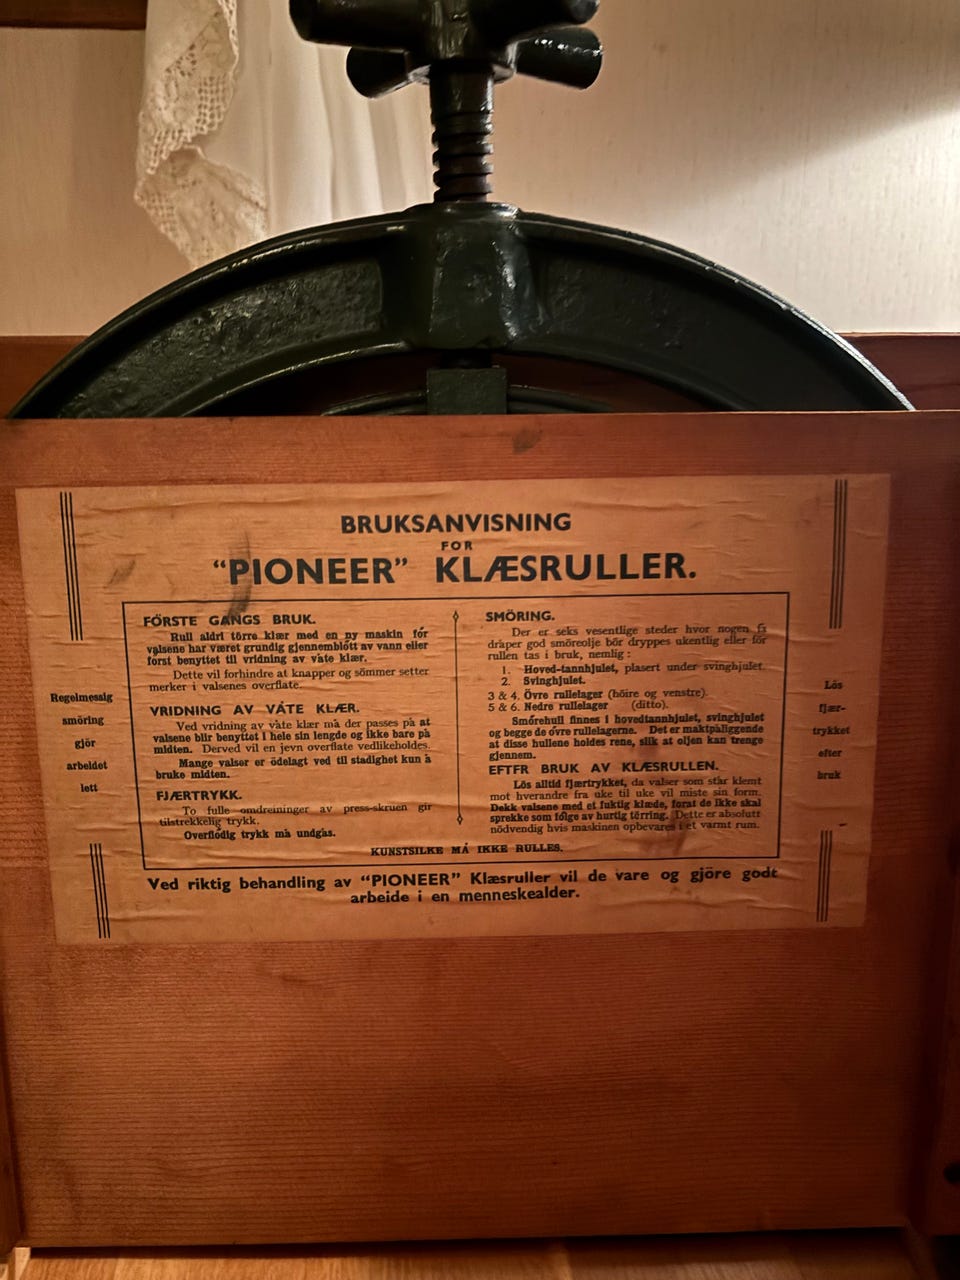 BRUKSANVISNING
FOR
"PIONEER" KLÆSRULLER.
FÓRSTE GANGS BRUK.
Rull aldri tórre klær med en ny maskin fór
valsene har været grundig gjennemblótt av vann eller
forst benyttet til vridning av våte klær.
Dette vil forhindre at knapper og sömmer setter
merker i valsenes overflate.
VRIDNING AV VÁTE KLÆR.
Ved vridning av våte klær må der passes på at
valsene blir benyttet i hele sin lengde og ikke bare på
midten. Derved vil en jevn overflate vedlikeholdes.
Mange valser er ödelagt ved til stadighet kun å
bruke midten.
FJÆRTRYKK.
To fulle omdreininger av press-skruen gir
tilstrekkelig trykk.
Overflödig trykk må undgås.
SMÖRING.
Der er seks vesentlige steder hvor nogen få
dråper god smöreolje bör dryppes ukentlig eller för
rullen tas i bruk, nemlig :
1. Hoved-tannhjulet, plasert under svinghjulet.
2. Svinghjulet.
3 & 4. Övre rullelager (höire og venstre).
5 & 6. Nedre rullelager (ditto).
Smórehull finnes i hovedtannhjulet, svinghjulet
og begge de óvre rullelagerne. Det er maktpåliggende
at disse hullene holdes rene, slik at oljen kan trenge
gjennem.
EFTER BRUK AV KLÆSRULLEN.
Lös alltid fjærtrykket, da valser som står klemt
mot hverandre fra uke til uke vil miste sin form.
Dekk valsene med et fuktig klæde, forat de ikke skal
sprekke som fölge av hurtig törring. Dette er absolutt
nödvendig hvis maskinen opbevares i et varmt rum.
KUNSTSILKE MÅ IKKE RULLES.
Ved riktig behandling av "PIONEER" Klæsruller vil de vare og gjöre godt
arbeide i en menneskealder.
Regelmessig
smöring
gjör
arbeidet
lett
Lös
fjær-
trykket
efter
bruk